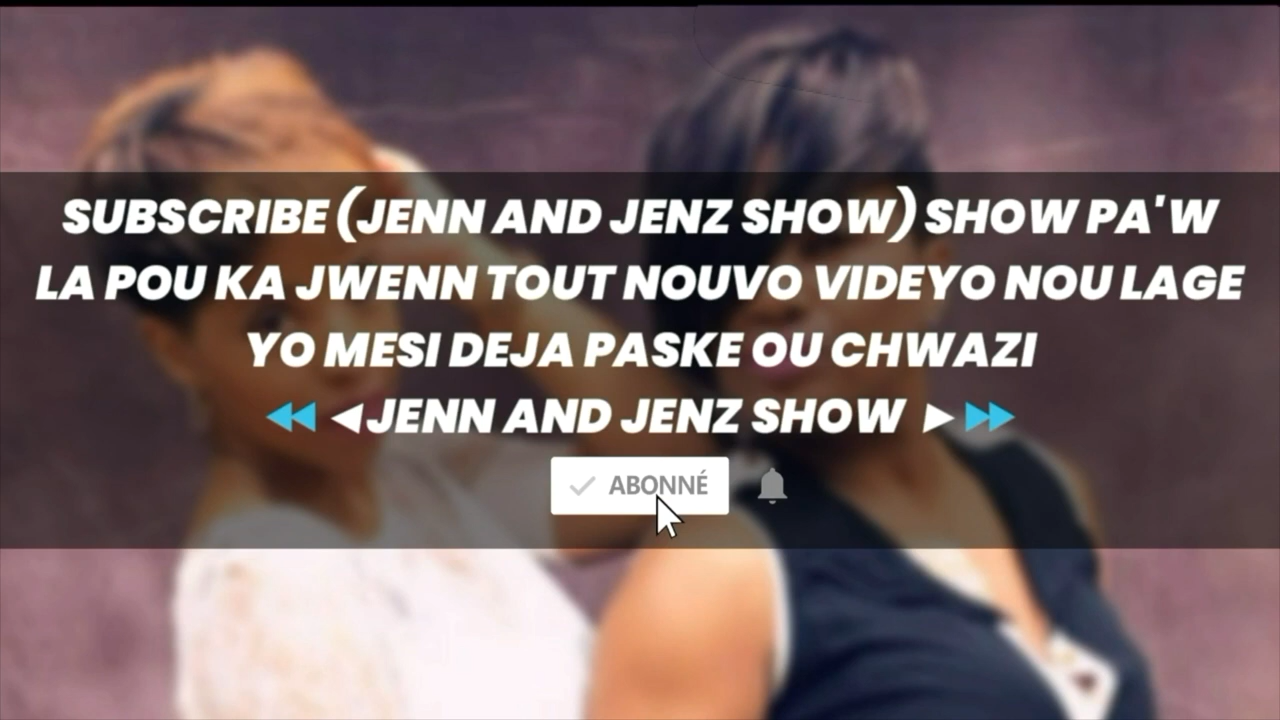 SUBSCRIBE (JENN AND JENZ SHOW) SHOW PA'W
LA POU KA JWENN TOUT NOUVO VIDEYO NOU LAGE
YO MESI DEJA PASKE OU CHWAZI
⏪ ◀JENN AND JENZ SHOW ▶⏩
ABONNÉ